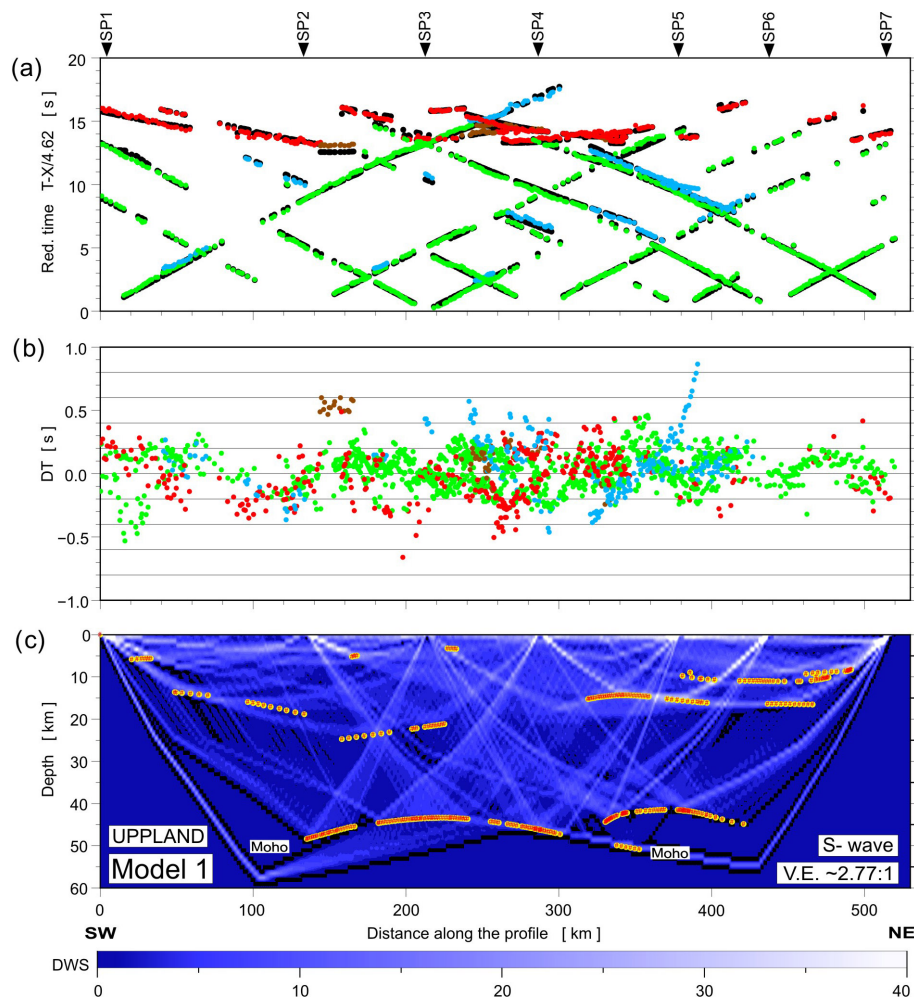 SP1 SP2 SP3 SP4 SP5 SP6 SP7
(a)
20
15
10
5
0
Red. time T-X/4.62 [ s ]
(b)
1.0
0.5
0.0
−0.5
−1.0
DT [ s ]
(c)
0
10
20
30
40
50
60
Depth [ km ]
UPPLAND
Moho
Model 1
Moho
S- wave
V.E. ~2.77:1
0 100 200 300 400 500
SW Distance along the profile [ km ] NE
DWS
0 10 20 30 40